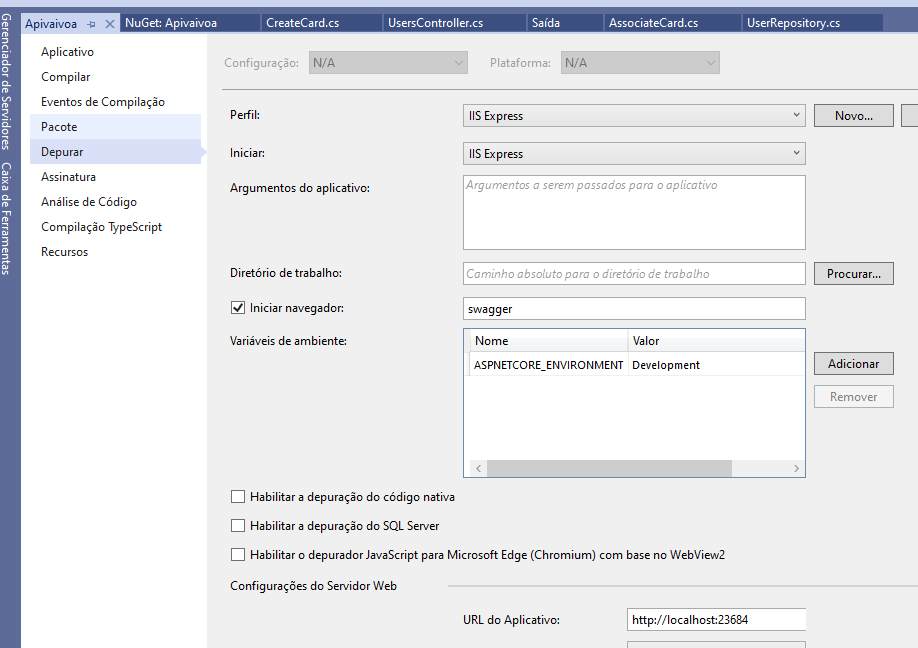 Gerenciador de Servidores
Caixa de Ferramentas
Apivaivoa NuGet: Apivaivoa CreateCard.cs UsersController.cs Saída AssociateCard.cs UserRepository.cs
Aplicativo
Compilar
Eventos de Compilação
Pacote
Depurar
Assinatura
Análise de Código
Compilação TypeScript
Recursos
Configuração: N/A Plataforma: N/A
Perfil: IIS Express Novo...
Iniciar: IIS Express
Argumentos do aplicativo: Argumentos a serem passados para o aplicativo
Diretório de trabalho: Caminho absoluto para o diretório de trabalho Procurar...
Iniciar navegador: swagger
Variáveis de ambiente: Nome Valor
ASPNETCORE_ENVIRONMENT Development Adicionar
Remover
Habilitar a depuração do código nativa
Habilitar a depuração do SQL Server
Habilitar o depurador JavaScript para Microsoft Edge (Chromium) com base no WebView2
Configurações do Servidor Web
URL do Aplicativo: http://localhost:23684